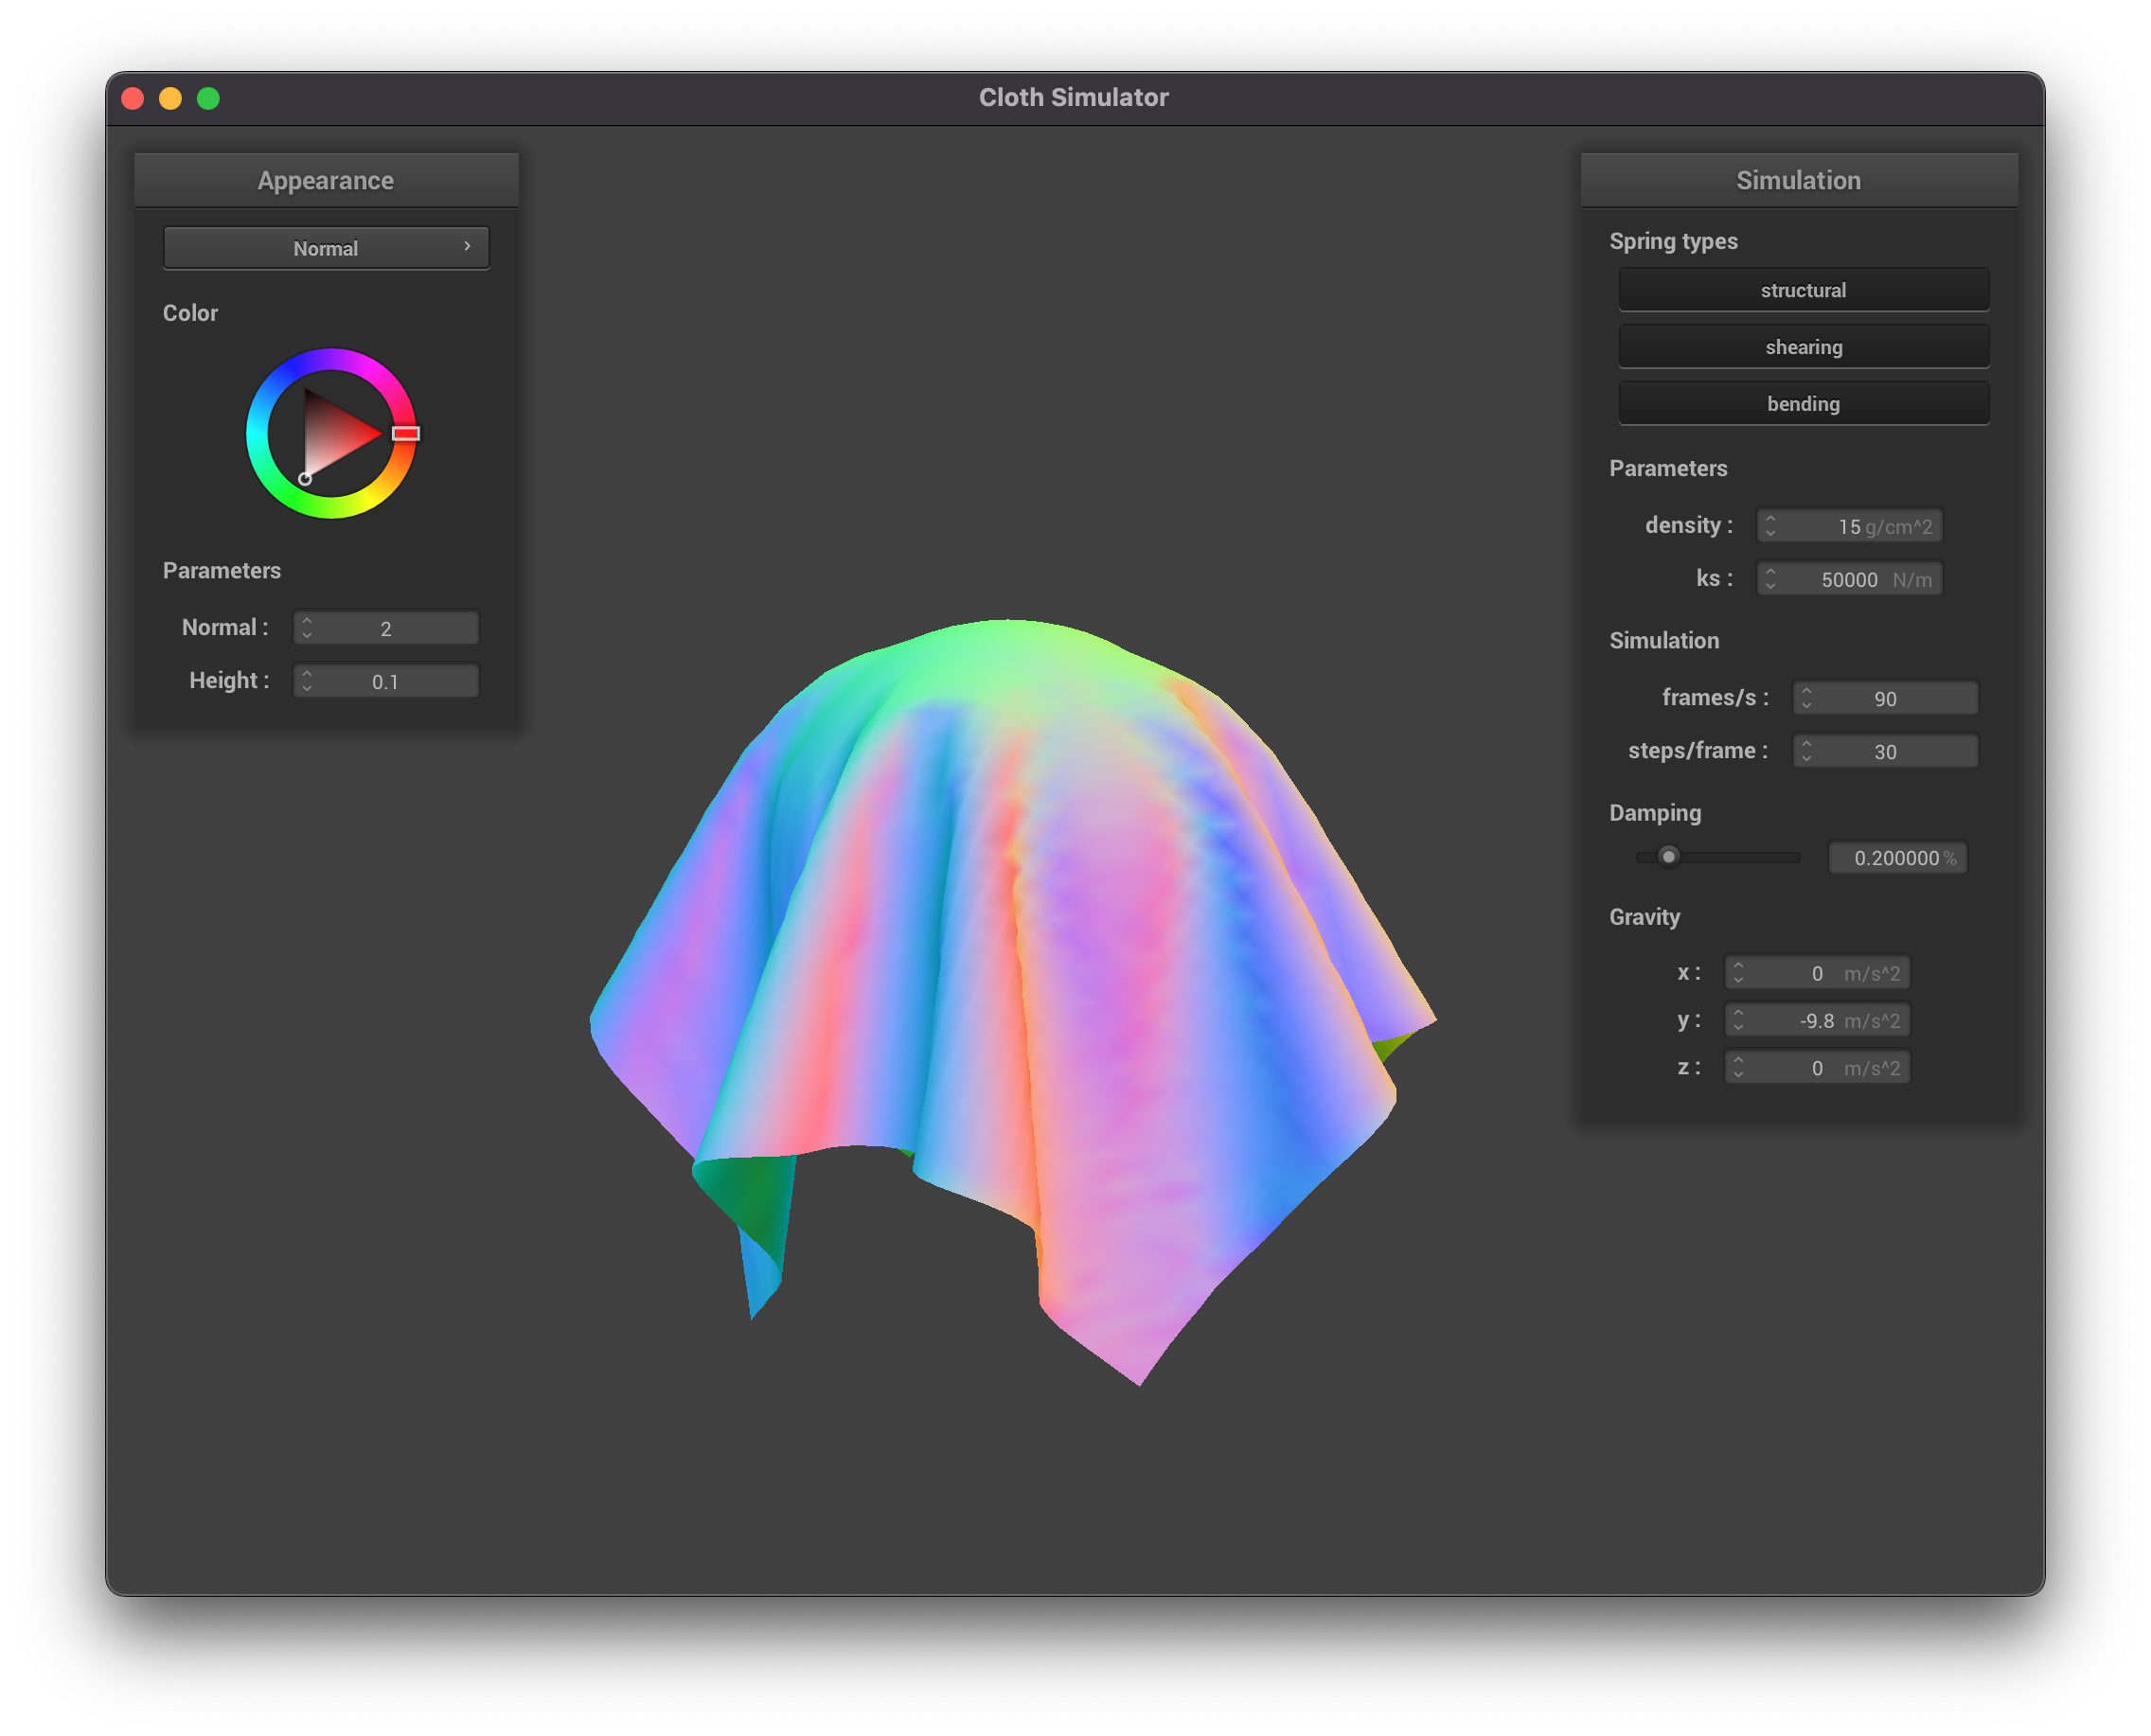 Cloth Simulator
Appearance
Normal
Color
Parameters
Normal : 2
Height : 0.1
Simulation
Spring types
structural
shearing
bending
Parameters
density : 15 g/cm^2
ks : 50000 N/m
Simulation
frames/s : 90
steps/frame : 30
Damping
0.200000 %
Gravity
x : 0 m/s^2
y : -9.8 m/s^2
z : 0 m/s^2